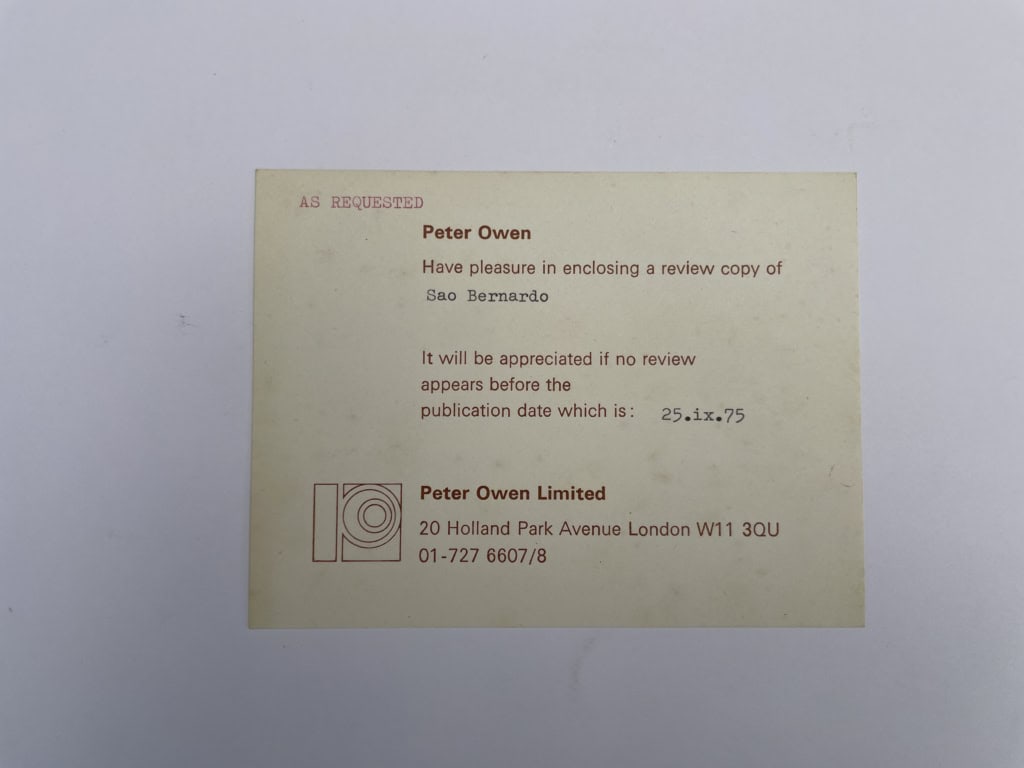 AS REQUESTED
Peter Owen
Have pleasure in enclosing a review copy of
Sao Bernardo
It will be appreciated if no review
appears before the
publication date which is: 25.ix.75
Peter Owen Limited
20 Holland Park Avenue London W11 3QU
01-727 6607/8